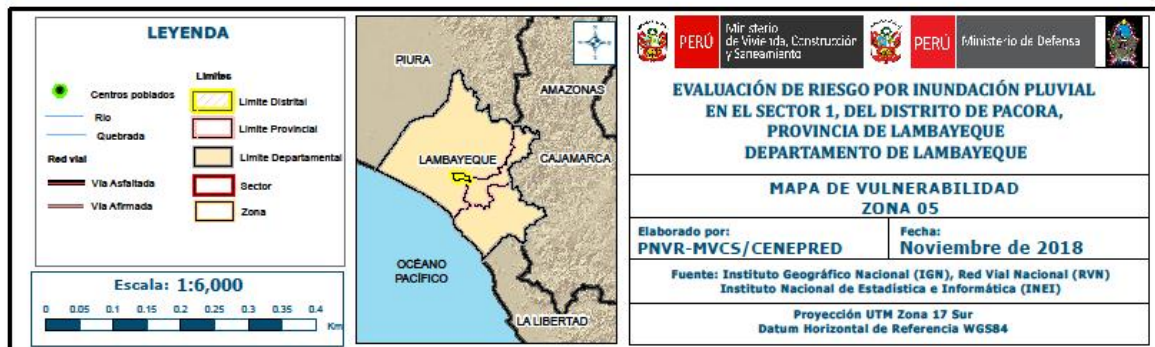 LEYENDA
Centros poblados
Rio
Quebrada
Red vial
Vía Asfaltada
Vía Afirmada
Límites
Limite Distrital
Limite Provincial
Limite Departamental
Sector
Zona
Escala: 1:6,000
0 0.05 0.1 0.15 0.2 0.25 0.3 0.35 0.4
Km
PIURA
AMAZONAS
LAMBAYEQUE
CAJAMARCA
OCÉANO
PACÍFICO
LA LIBERTAD
PERÚ
Ministerio
de Vivienda, Construcción
y Saneamiento
PERÚ
Ministerio de Defensa
EVALUACIÓN DE RIESGO POR INUNDACIÓN PLUVIAL
EN EL SECTOR 1, DEL DISTRITO DE PACORA,
PROVINCIA DE LAMBAYEQUE
DEPARTAMENTO DE LAMBAYEQUE
MAPA DE VULNERABILIDAD
ZONA 05
Elaborado por:
PNVR-MVCS/CENEPRED
Fecha:
Noviembre de 2018
Fuente: Instituto Geográfico Nacional (IGN), Red Vial Nacional (RVN)
Instituto Nacional de Estadística e Informática (INEI)
Proyección UTM Zona 17 Sur
Datum Horizontal de Referencia WGS84